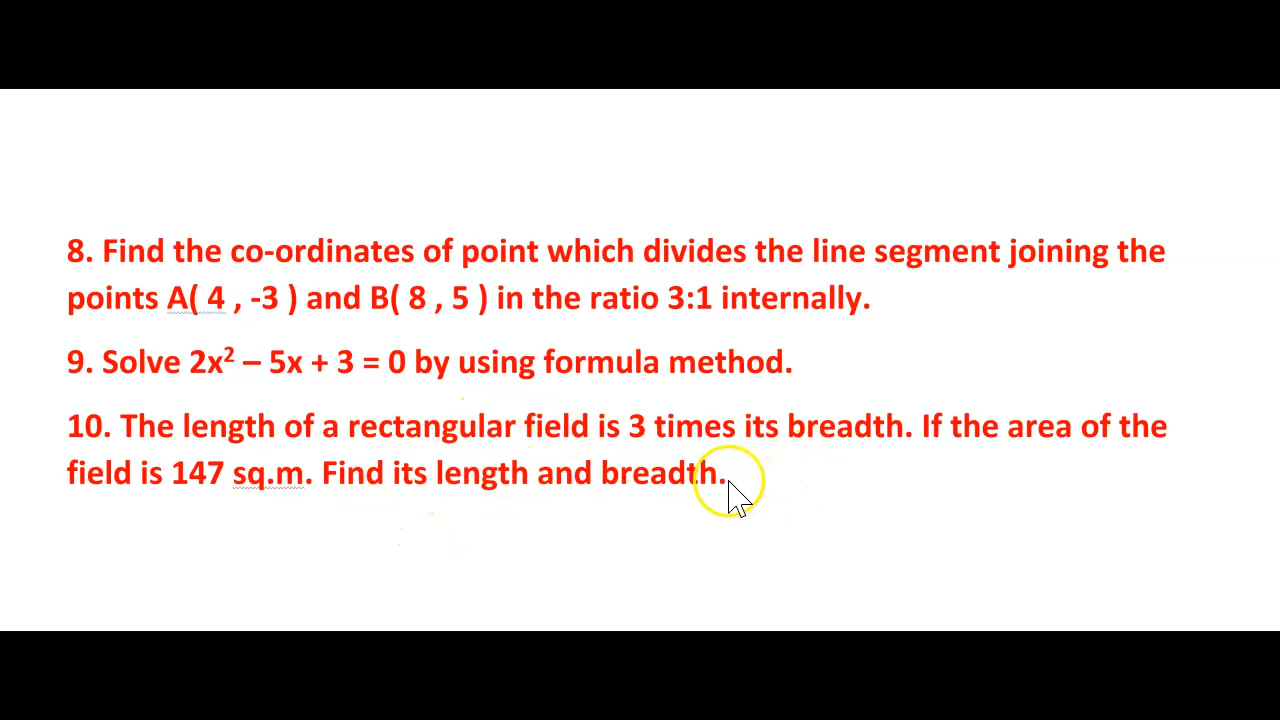 8. Find the co-ordinates of point which divides the line segment joining the
points A( 4 , -3 ) and B( 8 , 5 ) in the ratio 3:1 internally.
9. Solve 2x² – 5x + 3 = 0 by using formula method.
10. The length of a rectangular field is 3 times its breadth. If the area of the
field is 147 sq.m. Find its length and breadth.